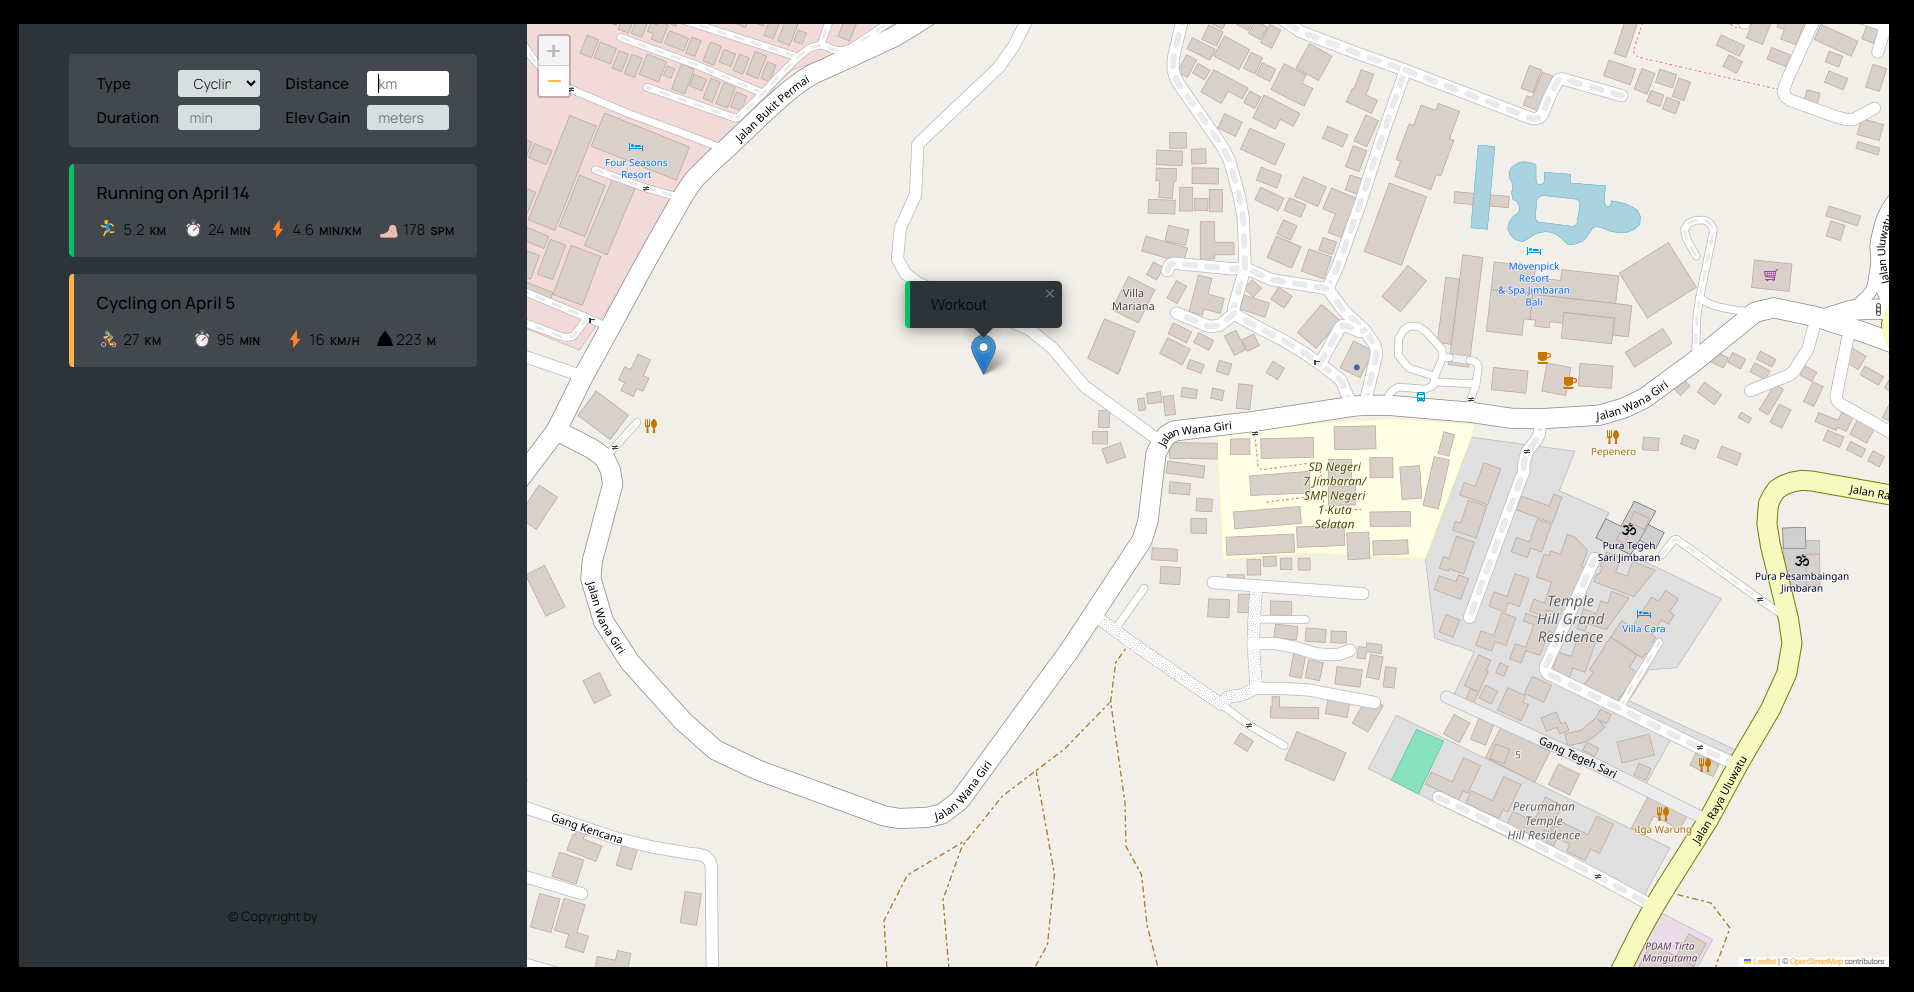 Type
Cyclin
Distance
km
Duration
min
Elev Gain
meters
Running on April 14
5.2 KM
24 MIN
4.6 MIN/KM
178 SPM
Cycling on April 5
27 KM
95 MIN
16 KM/H
223 M
© Copyright by
+
−
Jalan Bukit Permai
Four Seasons
Resort
Workout
×
Villa
Mariana
Mövenpick
Resort
& Spa Jimbaran
Bali
Jalan Uluwatu
Jalan Wana Giri
Jalan Wana Giri
Pepenero
SD Negeri
7 Jimbaran/
SMP Negeri
1 Kuta
Selatan
Jalan Ra
Pura Tegeh
Sari Jimbaran
Pura Pesambaingan
Jimbaran
Temple
Hill Grand
Residence
Villa Cara
Jalan Wana Giri
Jalan Wana Giri
Gang Tegeh Sari
5
Jalan Raya Uluwatu
Perumahan
Temple
Hill Residence
iIga Warung
Gang Kencana
PDAM Tirta
Mangutama
Leaflet | © OpenStreetMap contributors